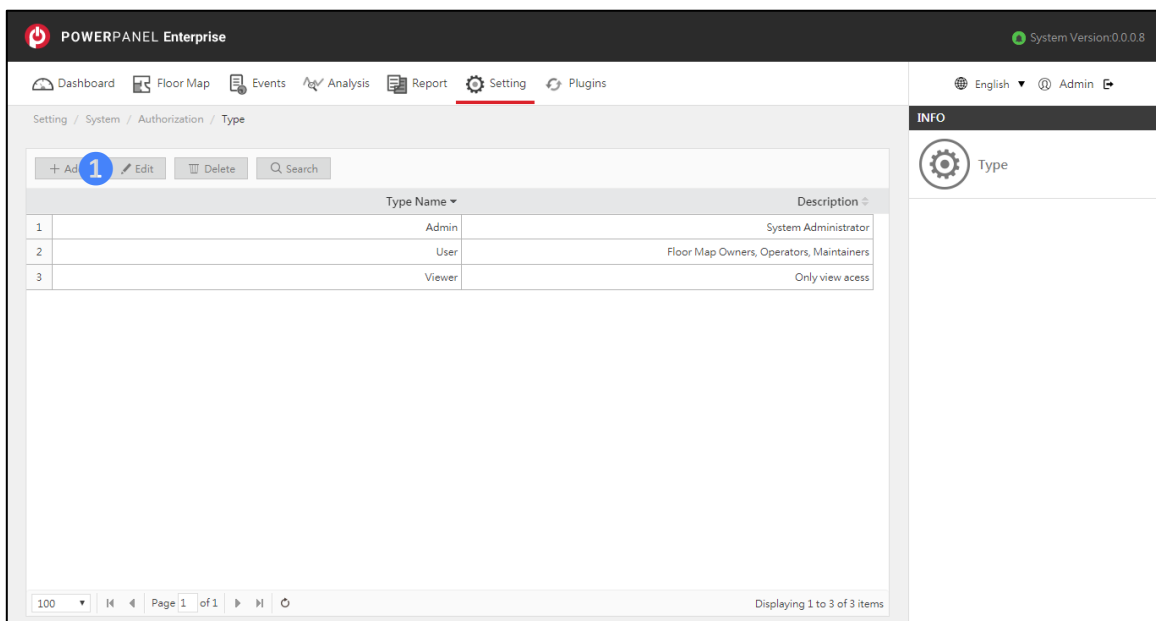 POWERPANEL Enterprise
System Version:0.0.0.8
Dashboard Floor Map Events Analysis Report Setting Plugins
English Admin
Setting / System / Authorization / Type
INFO
Type
+ Ad 1 Edit Delete Search
Type Name Description
1 Admin System Administrator
2 User Floor Map Owners, Operators, Maintainers
3 Viewer Only view acess
100 Page 1 of 1 Displaying 1 to 3 of 3 items